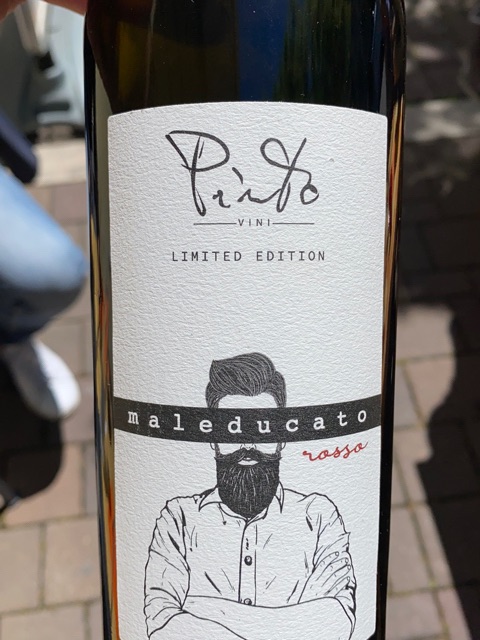 Pinto
VINI
LIMITED EDITION
maleducato
rosso